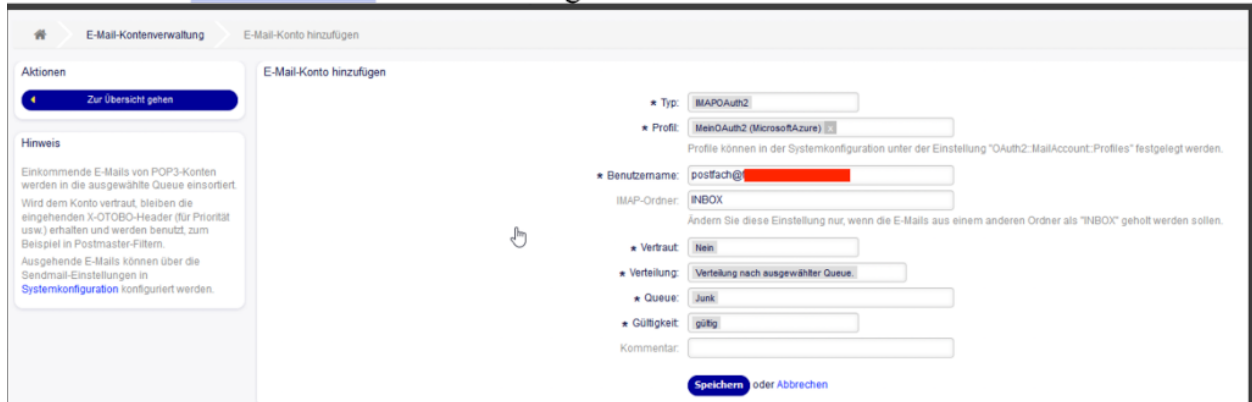 E-Mail-Kontenverwaltung
E-Mail-Konto hinzufügen
Aktionen
Zur Übersicht gehen
Hinweis
Einkommende E-Mails von POP3-Konten
werden in die ausgewählte Queue einsortiert.
Wird dem Konto vertraut, bleiben die
eingehenden X-OTOBO-Header (für Priorität
usw.) erhalten und werden benutzt, zum
Beispiel in Postmaster-Filtern.
Ausgehende E-Mails können über die
Sendmail-Einstellungen in
Systemkonfiguration konfiguriert werden.
E-Mail-Konto hinzufügen
★ Typ: IMAPOAuth2
★ Profil: MeinOAuth2 (MicrosoftAzure) x
Profile können in der Systemkonfiguration unter der Einstellung "OAuth2::MailAccount::Profiles" festgelegt werden.
★ Benutzername: postfach@
IMAP-Ordner: INBOX
Ändern Sie diese Einstellung nur, wenn die E-Mails aus einem anderen Ordner als "INBOX" geholt werden sollen.
★ Vertraut: Nein
★ Verteilung: Verteilung nach ausgewählter Queue.
★ Queue: Junk
★ Gültigkeit: gültig
Kommentar:
Speichern oder Abbrechen